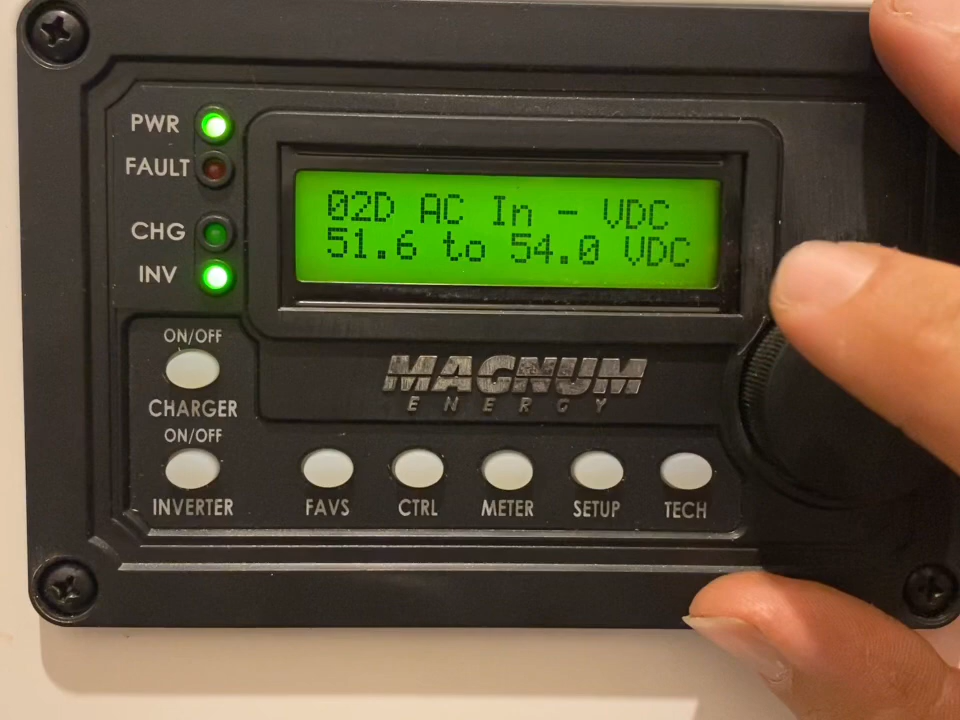 PWR
FAULT
CHG
INV
02D AC In - VDC
51.6 to 54.0 VDC
MAGNUM
ENERGY
ON/OFF
CHARGER
ON/OFF
INVERTER
FAVS
CTRL
METER
SETUP
TECH